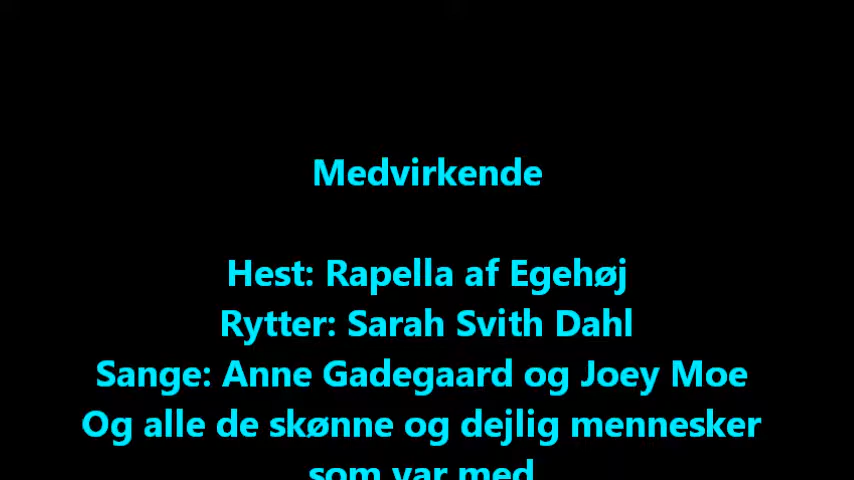 Medvirkende
Hest: Rapella af Egehøj
Rytter: Sarah Svith Dahl
Sange: Anne Gadegaard og Joey Moe
Og alle de skønne og dejlig mennesker
som var med